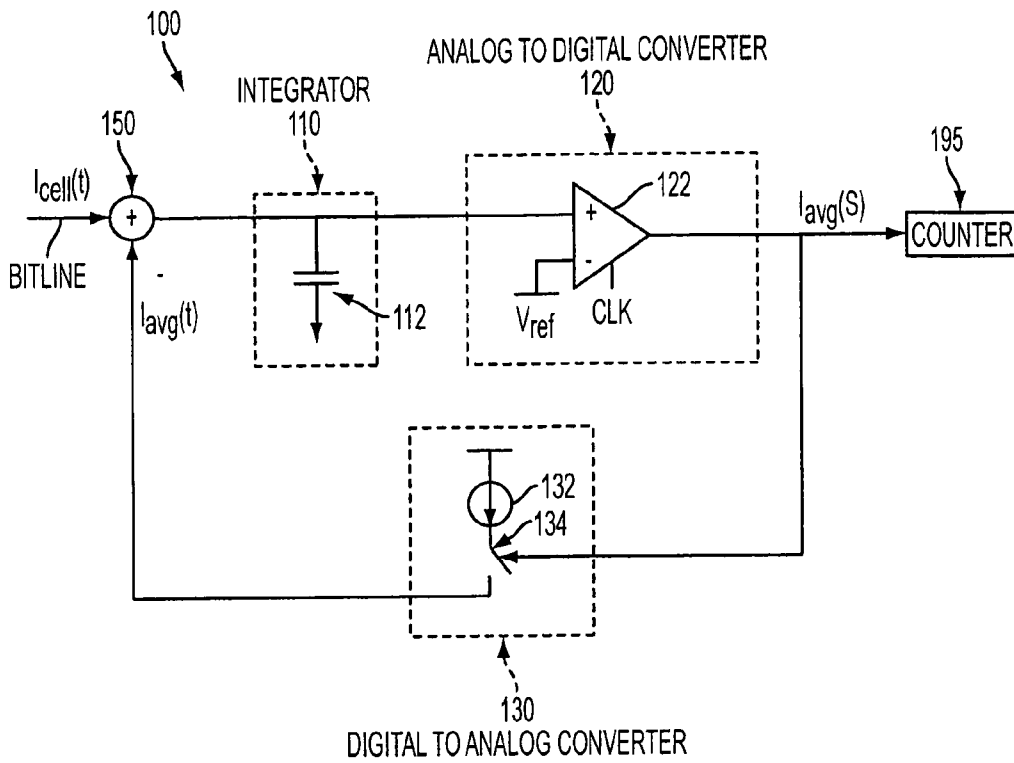 100
ANALOG TO DIGITAL CONVERTER
120
INTEGRATOR
110
150
195
Icell(t)
+
BITLINE
-
Iavg(t)
112
+
-
122
Vref
CLK
Iavg(S)
COUNTER
132
134
130
DIGITAL TO ANALOG CONVERTER